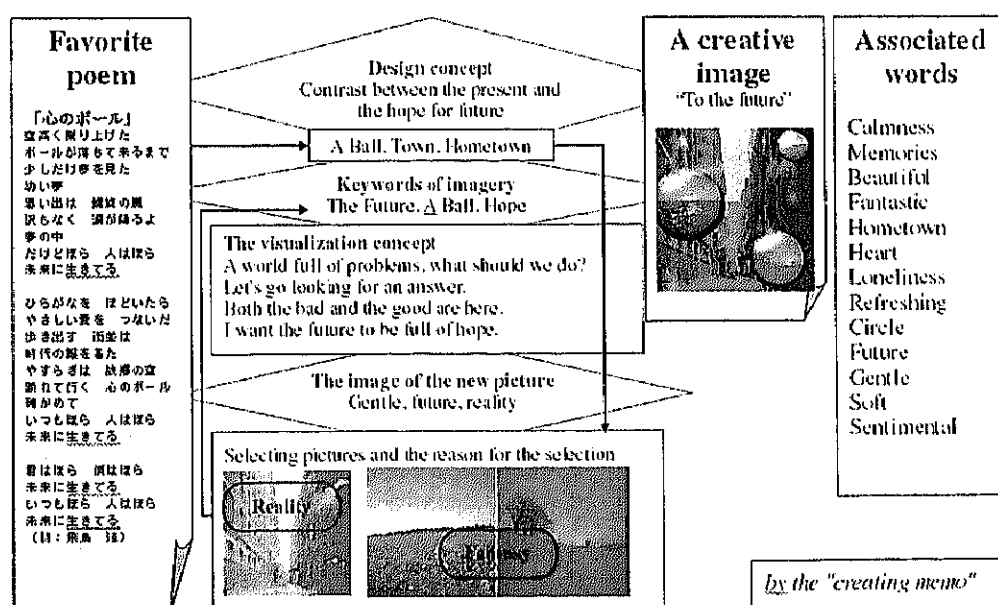 Favorite
poem
「心のボール」
空高く蹴り上げた
ボールが落ちて来るまで
少しだけ夢を見た
幼い夢
思い出は
訳もなく 涙が降るよ
夢の中
だけどほら 人はほら
未来に生きてる
ひらがなを ほどいたら
やさしい言葉を つないだ
歩き出す 街並は
時代の服を着た
やすらぎは 故郷の空
離れて行く 心のボール
いつもほら 人はほら
未来に生きてる
君はほら 僕はほら
未来に生きてる
いつもほら 人はほら
未来に生きてる
Design concept
Contrast between the present and
the hope for future
A Ball, Town, Hometown
Keywords of imagery
The Future, A Ball, Hope
The visualization concept
A world full of problems, what should we do?
Let's go looking for an answer.
Both the bad and the good are here.
I want the future to be full of hope.
The image of the new picture
Gentle, future, reality
Selecting pictures and the reason for the selection
Reality
Fantasy
A creative
image
"To the future"
Associated
words
Calmness
Memories
Beautiful
Fantastic
Hometown
Heart
Loneliness
Refreshing
Circle
Future
Gentle
Soft
Sentimental
by the "creating memo"